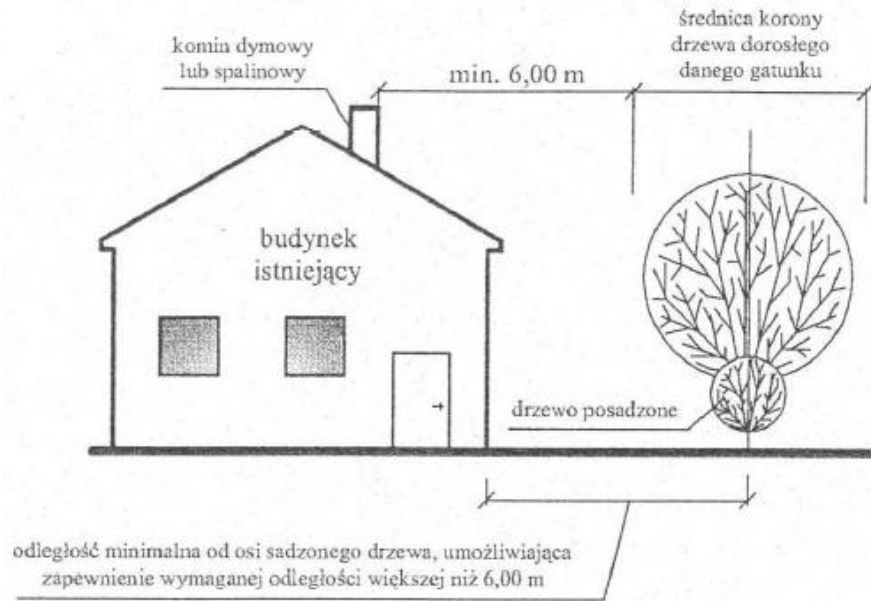 komin dymowy
lub spalinowy
min. 6,00 m
średnica korony
drzewa dorosłego
danego gatunku
budynek
istniejący
drzewo posadzone
odległość minimalna od osi sadzonego drzewa, umożliwiająca
zapewnienie wymaganej odległości większej niż 6,00 m